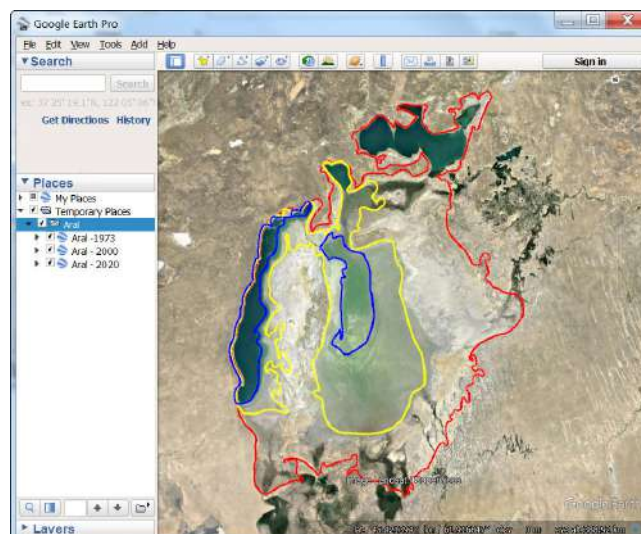 Google Earth Pro
File Edit View Tools Add Help
Sign in
Search
Search
Get Directions History
Places
My Places
Temporary Places
Aral
Aral -1973
Aral - 2000
Aral - 2020
Layers
Google Earth